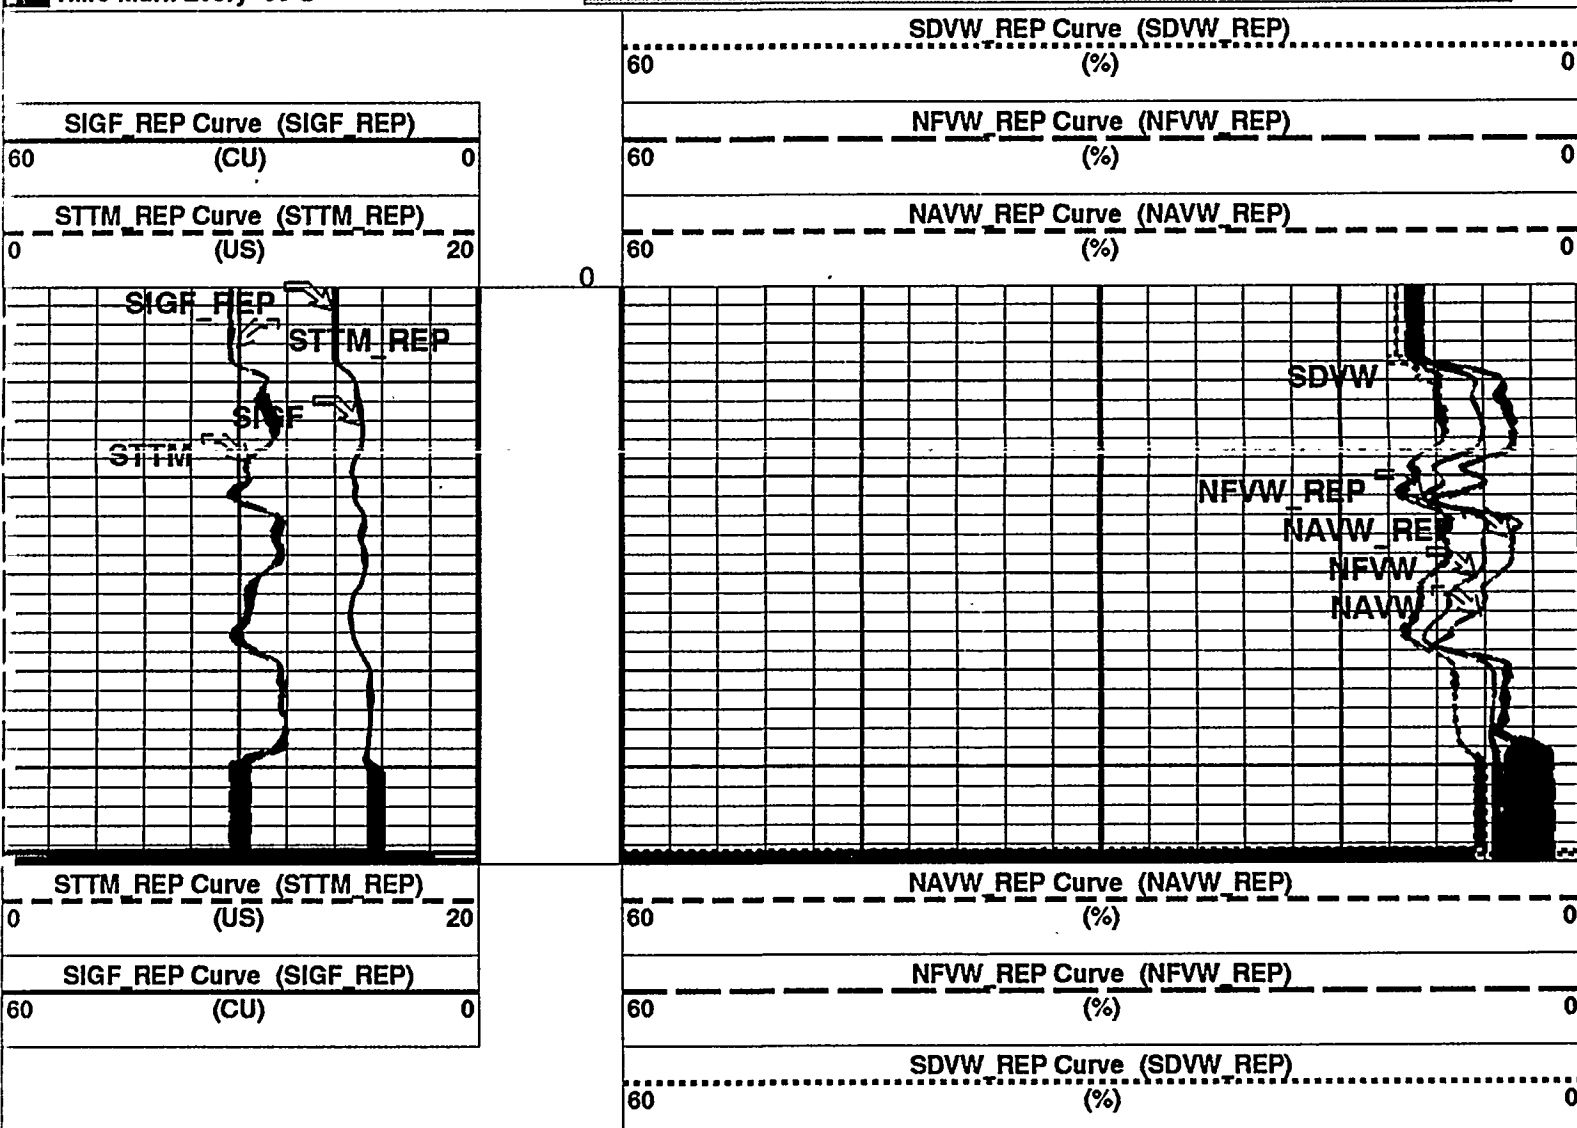 SDVW_REP Curve (SDVW_REP)
60 (%) 0
SIGF_REP Curve (SIGF_REP)
60 (CU) 0
NFVW_REP Curve (NFVW_REP)
60 (%) 0
STTM_REP Curve (STTM_REP)
0 (US) 20
NAVW_REP Curve (NAVW_REP)
60 (%) 0
0
SIGF_REP
STTM_REP
SDVW
SIGF
STTM
NFVW_REP
NAVW_RE
NFVW
NAVW
STTM_REP Curve (STTM_REP)
0 (US) 20
NAVW_REP Curve (NAVW_REP)
60 (%) 0
SIGF_REP Curve (SIGF_REP)
60 (CU) 0
NFVW_REP Curve (NFVW_REP)
60 (%) 0
SDVW_REP Curve (SDVW_REP)
60 (%) 0